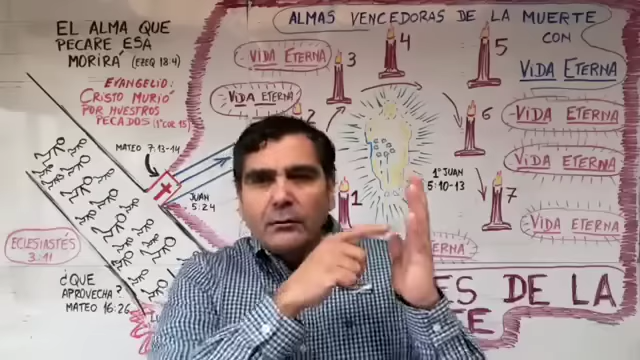 EL ALMA QUE
PECARE ESA
MORIRÁ (EZEQ 18:4)
EVANGELIO:
CRISTO MURIO
POR NUESTROS
PECADOS (1ª COR 15)
MATEO 7:13-14
JUAN
5:24
ECLESIASTÉS
3:11
¿QUE
APROVECHA?
MATEO 16:26
ALMAS VENCEDORAS DE LA MUERTE
CON
VIDA ETERNA
VIDA ETERNA
VIDA ETERNA
1
2
3
4
5
6
7
1º JUAN
5:10-13
VIDA ETERNA
VIDA ETERNA
VIDA ETERNA
ETERNA
ES DE LA
TE